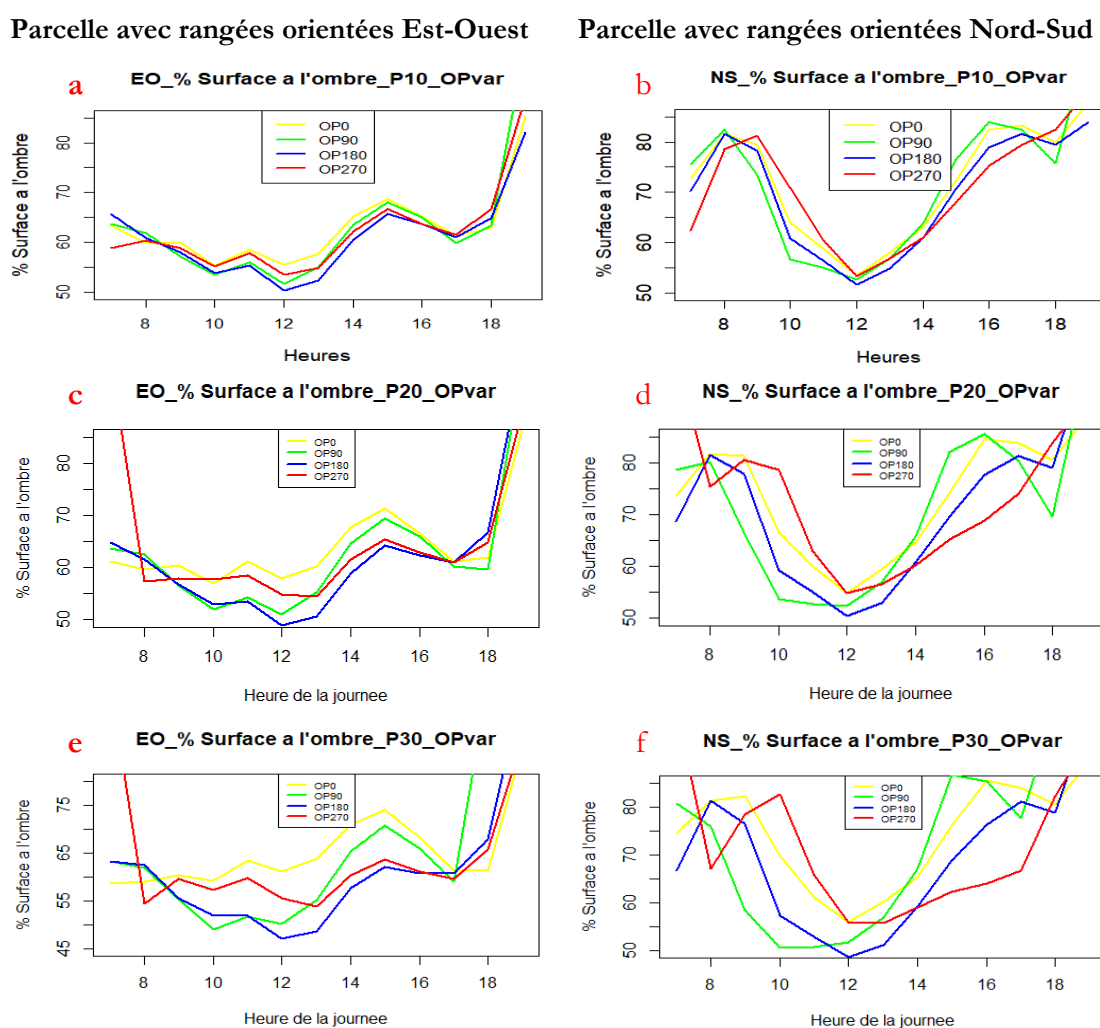 Parcelle avec rangées orientées Est-Ouest
Parcelle avec rangées orientées Nord-Sud
a
EO_% Surface a l'ombre_P10_OPvar
% Surface a l'ombre
80
70
60
50
OP0
OP90
OP180
OP270
8 10 12 14 16 18
Heures
b
NS_% Surface a l'ombre_P10_OPvar
% Surface a l'ombre
80
70
60
50
OP0
OP90
OP180
OP270
8 10 12 14 16 18
Heures
c
EO_% Surface a l'ombre_P20_OPvar
% Surface a l'ombre
80
70
60
50
OP0
OP90
OP180
OP270
8 10 12 14 16 18
Heure de la journee
d
NS_% Surface a l'ombre_P20_OPvar
% Surface a l'ombre
80
70
60
50
OP0
OP90
OP180
OP270
8 10 12 14 16 18
Heure de la journee
e
EO_% Surface a l'ombre_P30_OPvar
% Surface a l'ombre
75
65
55
45
OP0
OP90
OP180
OP270
8 10 12 14 16 18
Heure de la journee
f
NS_% Surface a l'ombre_P30_OPvar
% Surface a l'ombre
80
70
60
50
OP0
OP90
OP180
OP270
8 10 12 14 16 18
Heure de la journee